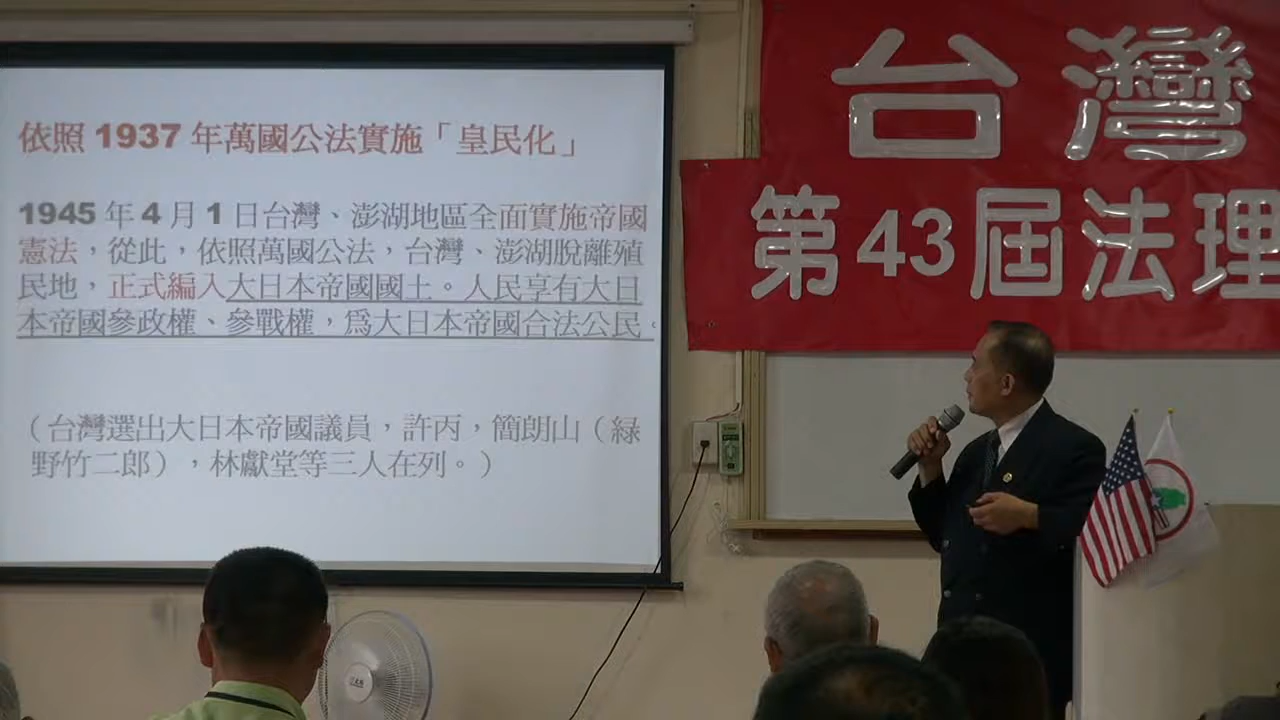 依照 1937 年萬國公法實施「皇民化」
1945 年 4 月 1 日台灣、澎湖地區全面實施帝國
憲法，從此，依照萬國公法，台灣、澎湖脫離殖
民地，正式編入大日本帝國國土。人民享有大日
本帝國參政權、參戰權，爲大日本帝國合法公民。
（台灣選出大日本帝國議員，許丙，簡朗山（緑
野竹二郎），林獻堂等三人在列。）
台灣
第43屆法理